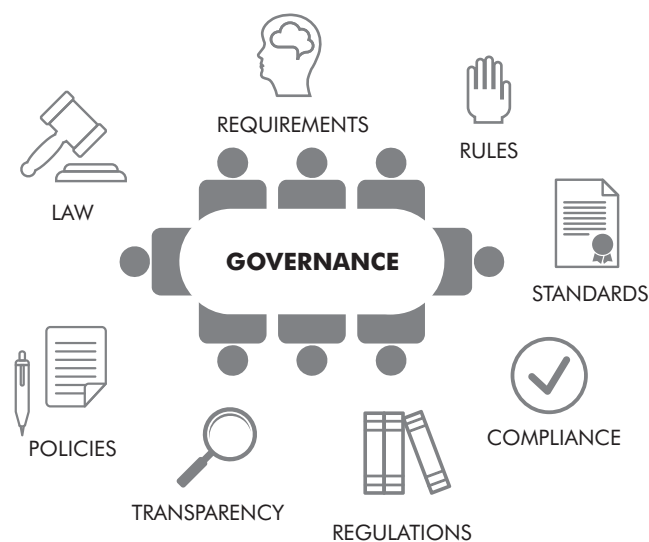 REQUIREMENTS
RULES
LAW
GOVERNANCE
STANDARDS
COMPLIANCE
POLICIES
TRANSPARENCY
REGULATIONS